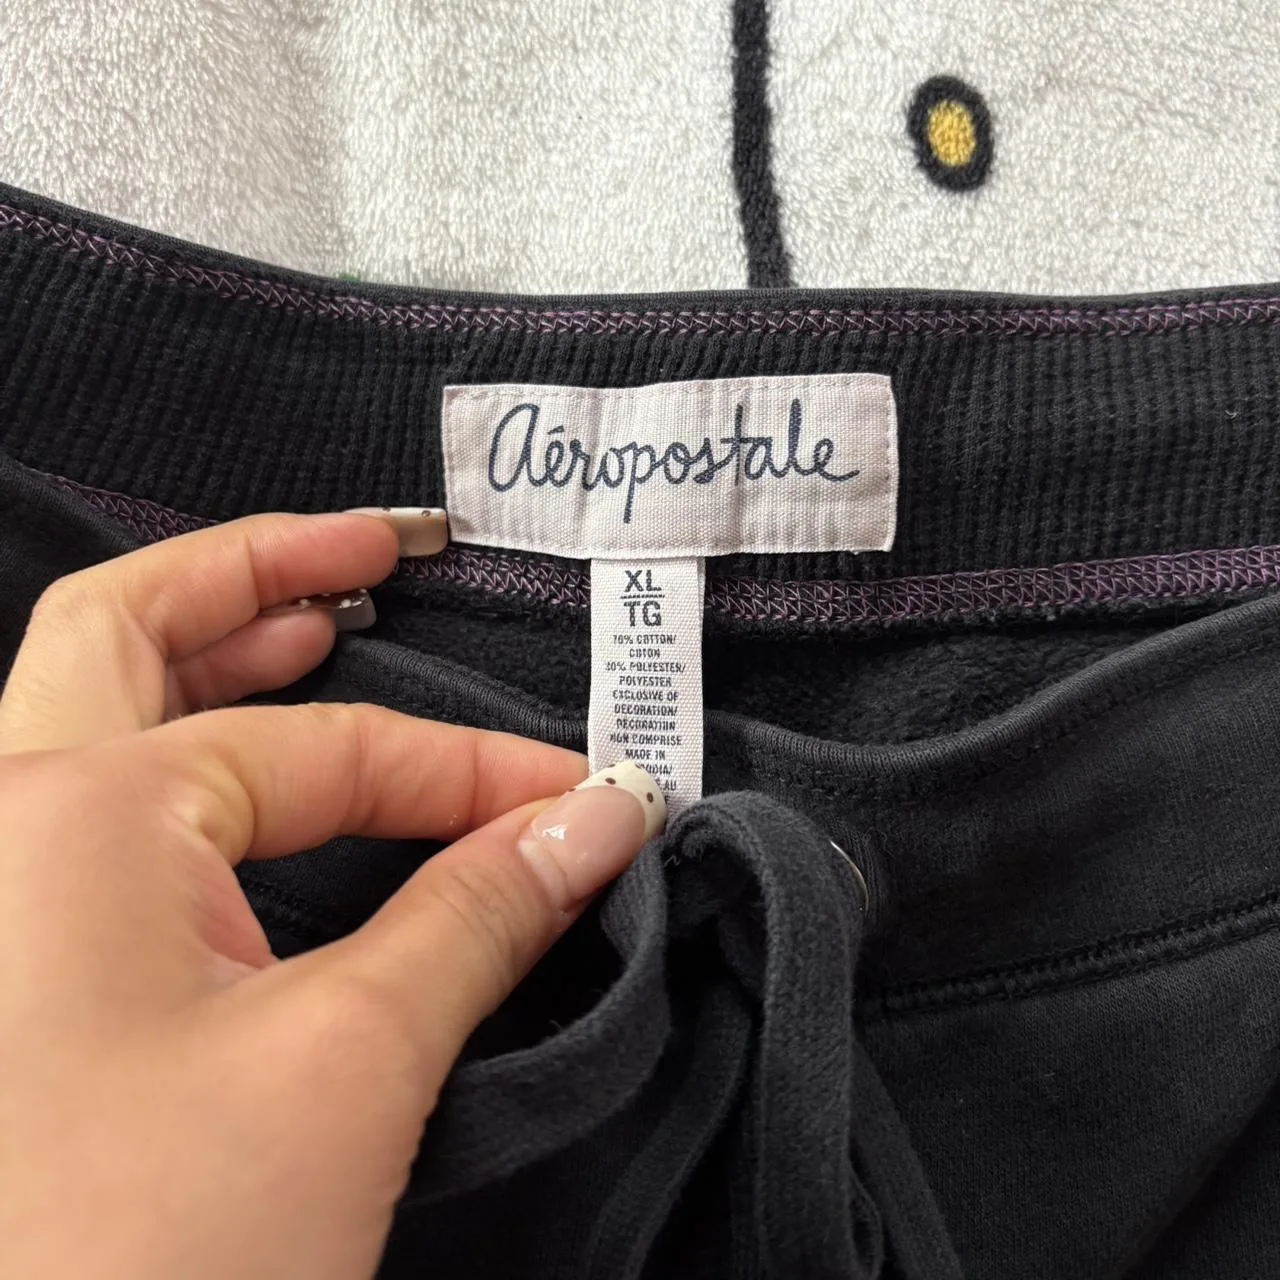 Aéropostale
XL
TG
70% COTTON/
COTON
30% POLYESTER/
POLYESTER
EXCLUSIVE OF
DECORATION/
DECORATION
NON COMPRISE
MADE IN